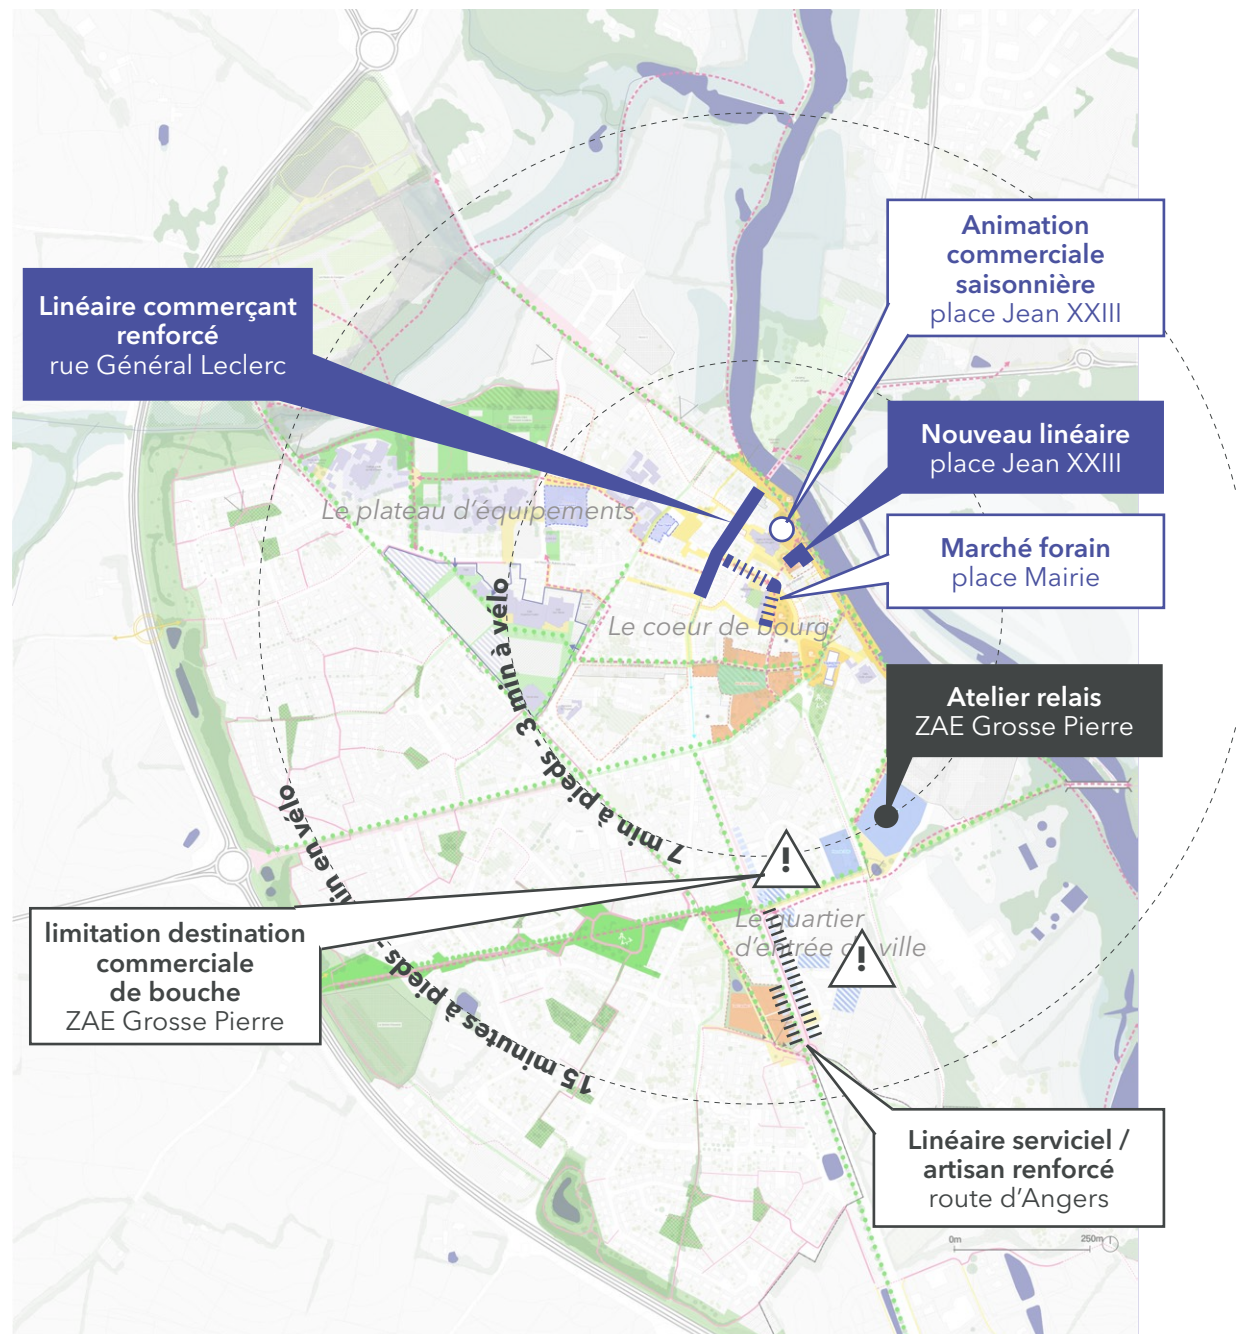 Animation
commerciale
saisonnière
place Jean XXIII
Linéaire commerçant
renforcé
rue Général Leclerc
Nouveau linéaire
place Jean XXIII
Le plateau d'équipements
Marché forain
place Mairie
Le coeur de bourg
Atelier relais
ZAE Grosse Pierre
7 min à pieds - 3 min à vélo
15 minutes à pieds -
in en vélo
!
limitation destination
commerciale
de bouche
ZAE Grosse Pierre
Le quartier
d'entrée de ville
!
Linéaire serviciel /
artisan renforcé
route d'Angers
0m 250m